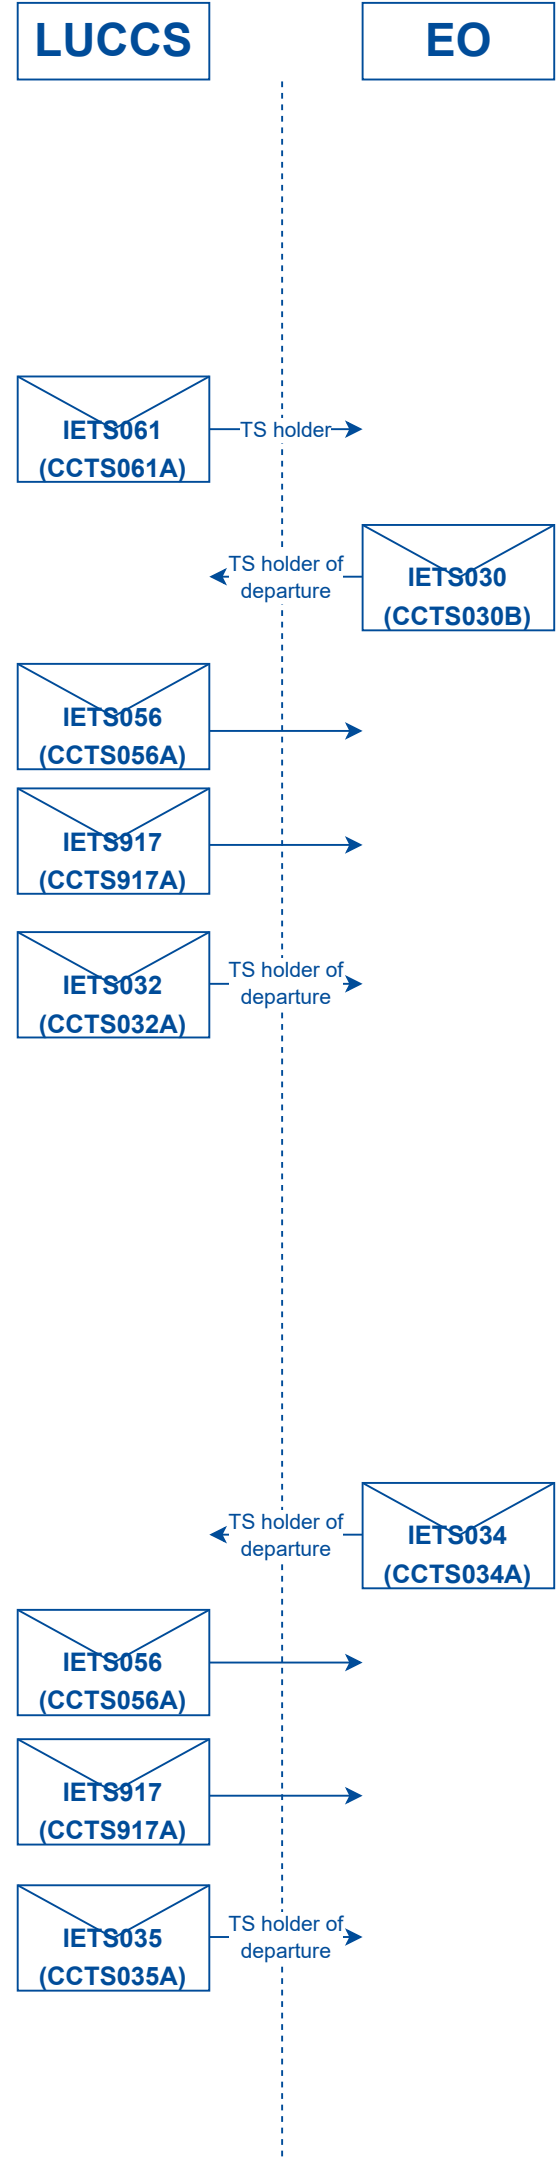 LUCCS
EO
IETS061
(CCTS061A)
TS holder
TS holder of
departure
IETS030
(CCTS030B)
IETS056
(CCTS056A)
IETS917
(CCTS917A)
IETS032
(CCTS032A)
TS holder of
departure
TS holder of
departure
IETS034
(CCTS034A)
IETS056
(CCTS056A)
IETS917
(CCTS917A)
IETS035
(CCTS035A)
TS holder of
departure